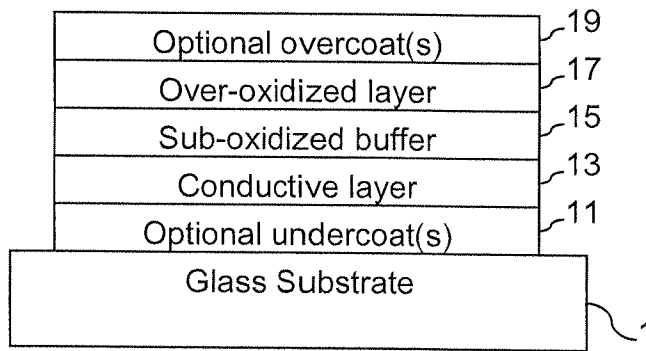 Optional overcoat(s) 19
Over-oxidized layer 17
Sub-oxidized buffer 15
Conductive layer 13
Optional undercoat(s) 11
Glass Substrate